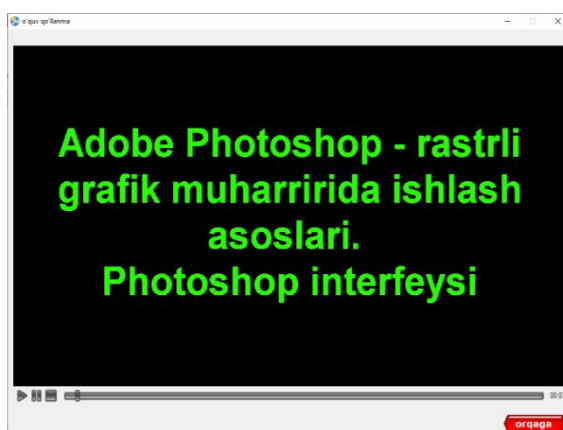 o'quv qo'llanma
Adobe Photoshop - rastrli
grafik muharririda ishlash
asoslari.
Photoshop interfeysi
orqaga